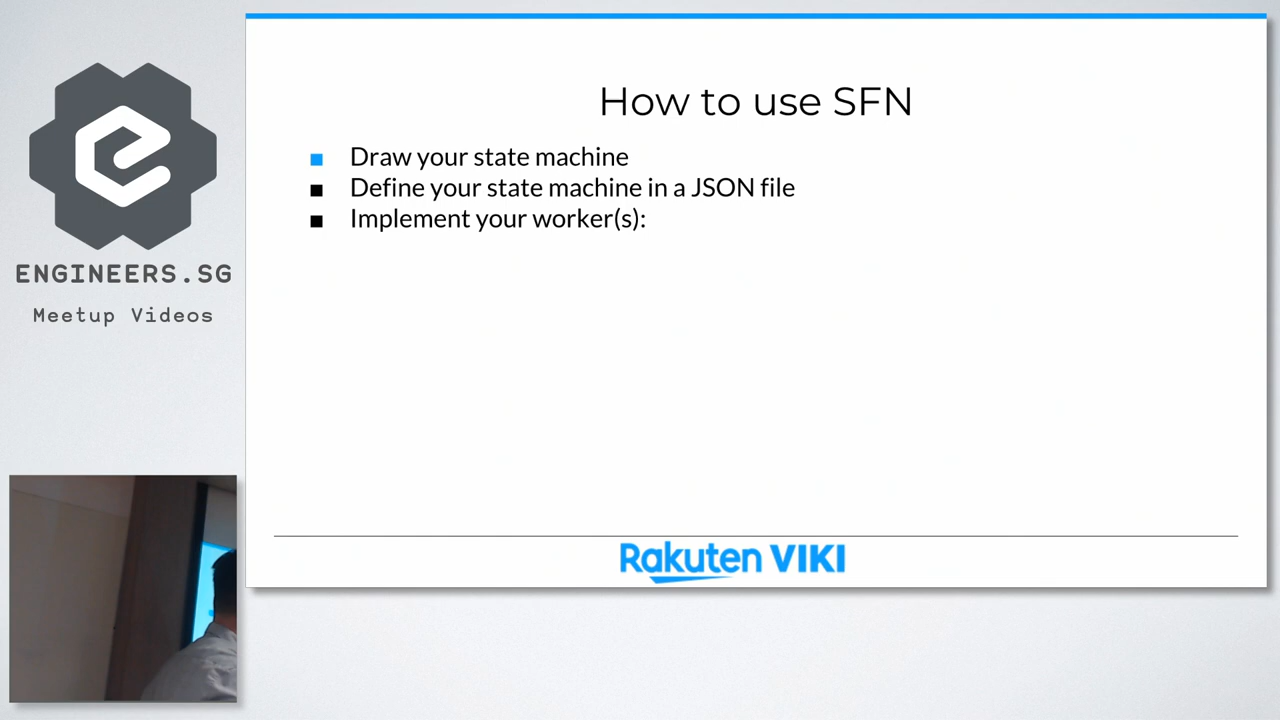 ENGINEERS.SG
Meetup Videos
How to use SFN
Draw your state machine
Define your state machine in a JSON file
Implement your worker(s):
Rakuten VIKI